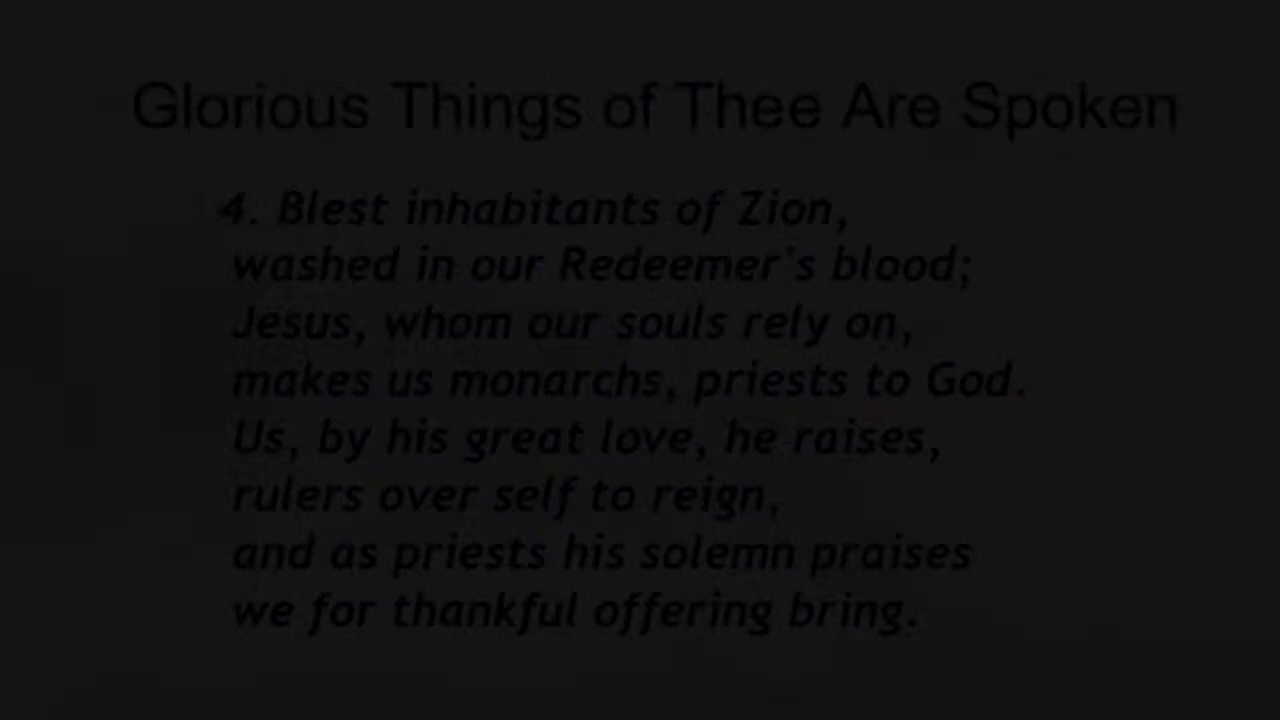 Glorious Things of Thee Are Spoken
4. Blest inhabitants of Zion,
washed in our Redeemer's blood;
Jesus, whom our souls rely on,
makes us monarchs, priests to God.
Us, by his great love, he raises,
rulers over self to reign,
and as priests his solemn praises
we for thankful offering bring.